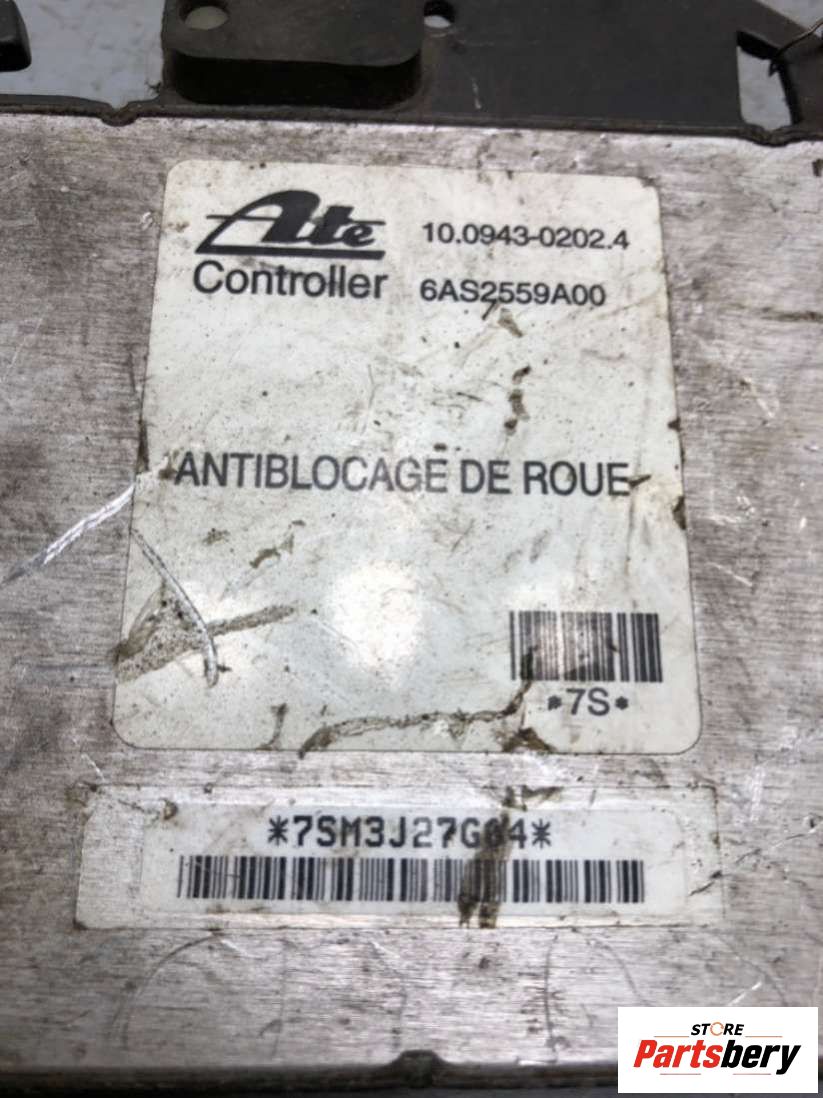 Ate
10.0943-0202.4
Controller
6AS2559A00
ANTIBLOCAGE DE ROUE
*7S*
*7SM3J27G04*
STORE
Partsbery